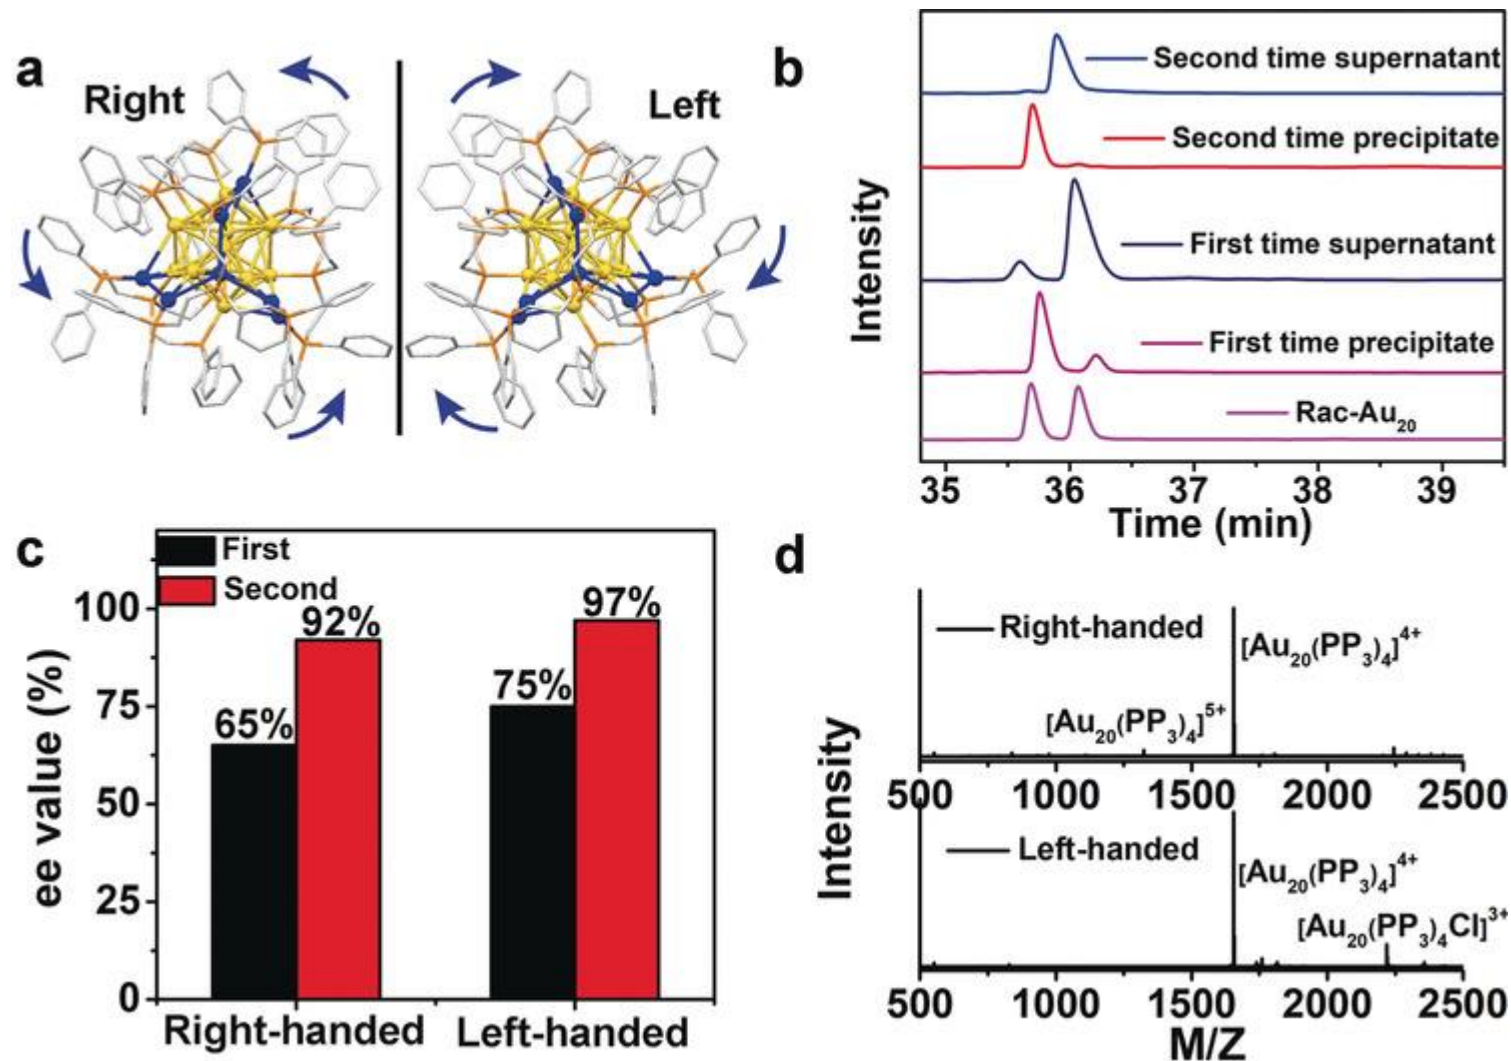 a
Right
Left
b
Intensity
Second time supernatant
Second time precipitate
First time supernatant
First time precipitate
Rac-Au₂₀
35 36 37 38 39
Time (min)
c
ee value (%)
First
Second
100
75
50
25
0
65%
92%
75%
97%
Right-handed Left-handed
d
Intensity
Right-handed
[Au₂₀(PP₃)₄]⁴⁺
[Au₂₀(PP₃)₄]⁵⁺
500 1000 1500 2000 2500
Left-handed
[Au₂₀(PP₃)₄]⁴⁺
[Au₂₀(PP₃)₄Cl]³⁺
500 1000 1500 2000 2500
M/Z